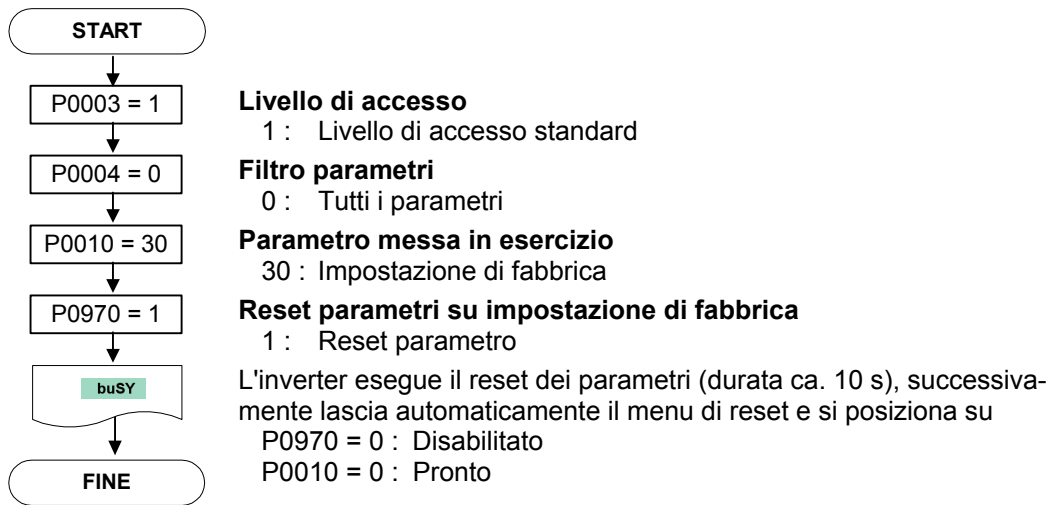 START
P0003 = 1
Livello di accesso
1 : Livello di accesso standard
P0004 = 0
Filtro parametri
0 : Tutti i parametri
P0010 = 30
Parametro messa in esercizio
30 : Impostazione di fabbrica
P0970 = 1
Reset parametri su impostazione di fabbrica
1 : Reset parametro
buSY
L'inverter esegue il reset dei parametri (durata ca. 10 s), successiva-
mente lascia automaticamente il menu di reset e si posiziona su
P0970 = 0 : Disabilitato
P0010 = 0 : Pronto
FINE